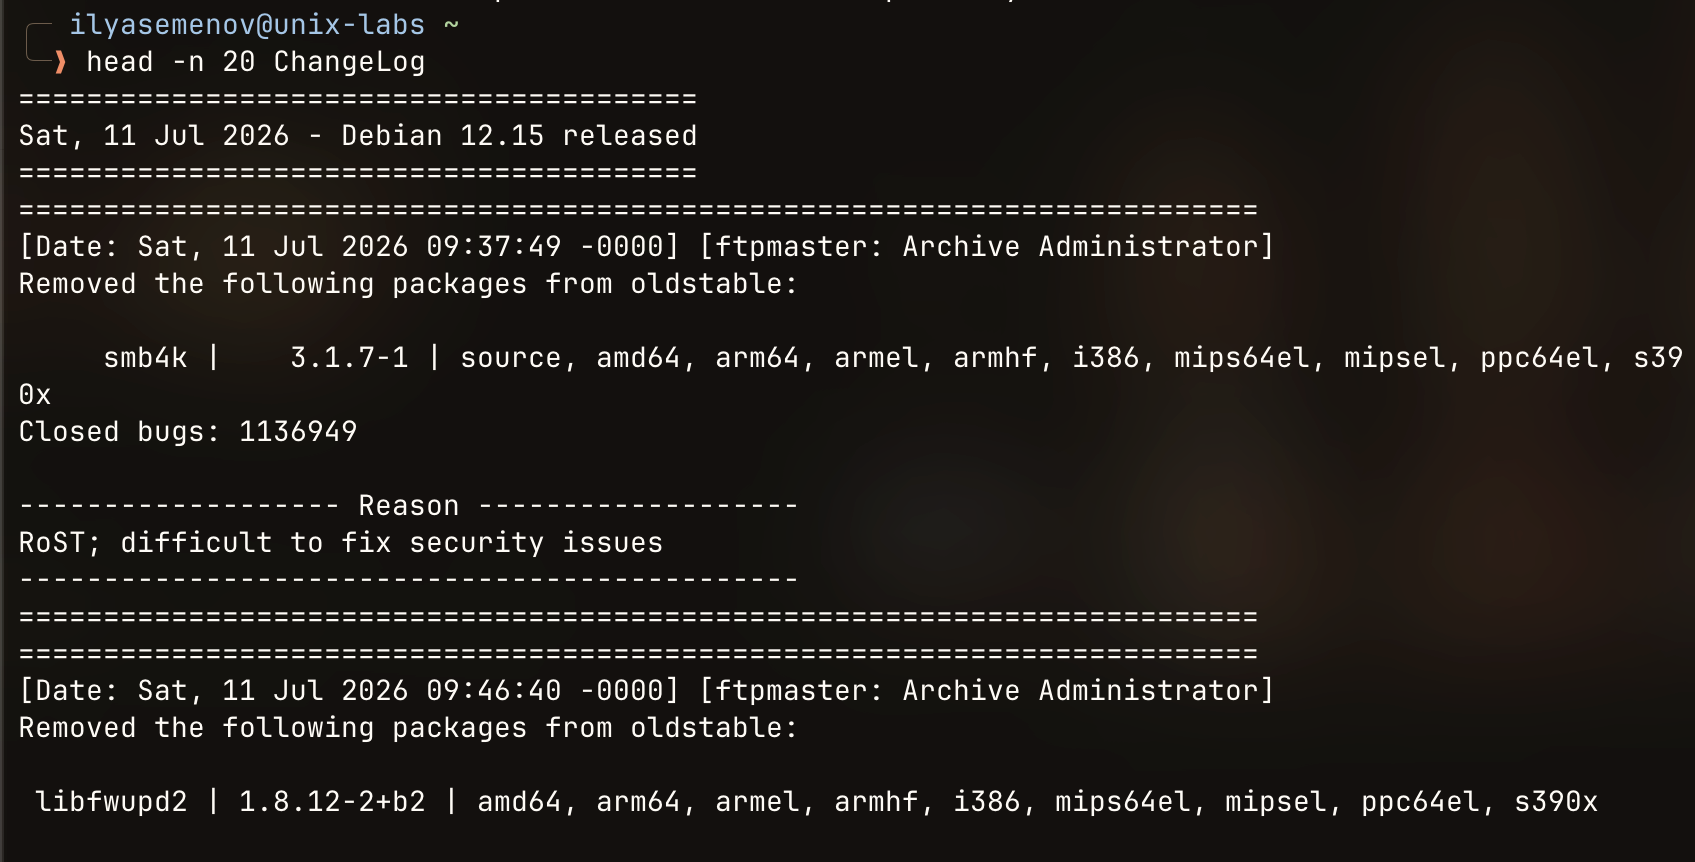 ilyasemenov@unix-labs ~
❯ head -n 20 ChangeLog
========================================
Sat, 11 Jul 2026 - Debian 12.15 released
========================================
=========================================================================
[Date: Sat, 11 Jul 2026 09:37:49 -0000] [ftpmaster: Archive Administrator]
Removed the following packages from oldstable:

     smb4k |    3.1.7-1 | source, amd64, arm64, armel, armhf, i386, mips64el, mipsel, ppc64el, s39
0x
Closed bugs: 1136949

------------------- Reason -------------------
RoST; difficult to fix security issues
----------------------------------------------
=========================================================================
=========================================================================
[Date: Sat, 11 Jul 2026 09:46:40 -0000] [ftpmaster: Archive Administrator]
Removed the following packages from oldstable:

 libfwupd2 | 1.8.12-2+b2 | amd64, arm64, armel, armhf, i386, mips64el, mipsel, ppc64el, s390x